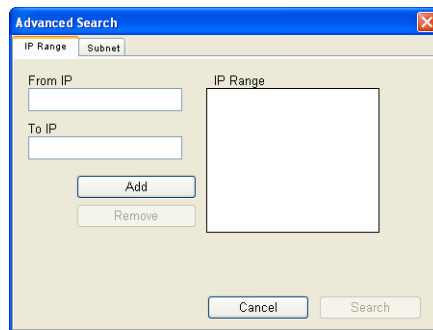 Advanced Search
IP Range Subnet
From IP
IP Range
To IP
Add
Remove
Cancel Search